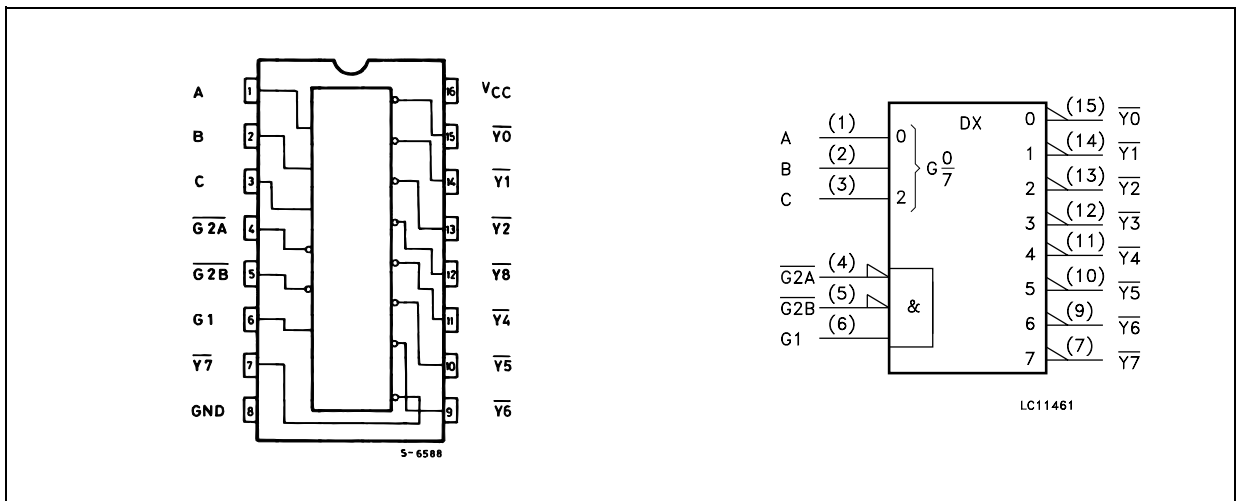 A 1 16 VCC
B 2 15 Y0
C 3 14 Y1
G2A 4 13 Y2
G2B 5 12 Y8
G1 6 11 Y4
Y7 7 10 Y5
GND 8 9 Y6
S-6588
DX
A (1) 0 0 (15) Y0
B (2) G 0/7 1 (14) Y1
C (3) 2 2 (13) Y2
3 (12) Y3
4 (11) Y4
G2A (4) 5 (10) Y5
G2B (5) & 6 (9) Y6
G1 (6) 7 (7) Y7
LC11461